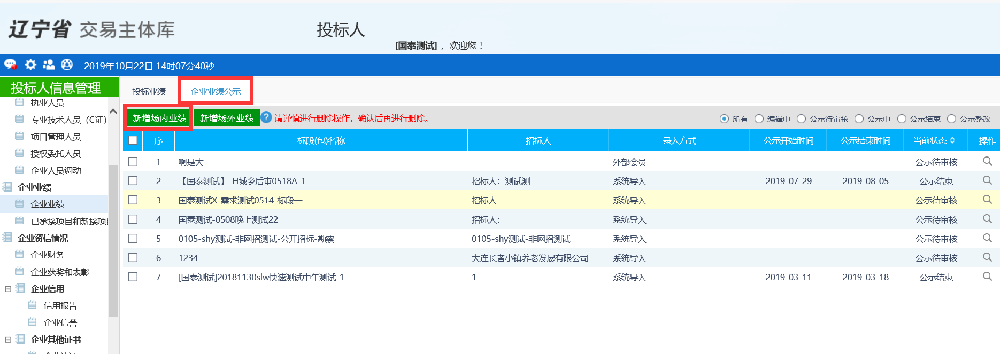 辽宁省 交易主体库
投标人
[国泰测试] ，欢迎您！
2019年10月22日 14时07分40秒
投标人信息管理
执业人员
专业技术人员（C证）
项目管理人员
授权委托人员
企业人员调动
企业业绩
企业业绩
已承接项目和新接项
企业资信情况
企业财务
企业获奖和表彰
企业信用
信用报告
企业信誉
企业其他证书
投标业绩 企业业绩公示
新增场内业绩 新增场外业绩 ? 请谨慎进行删除操作，确认后再进行删除。 所有 编辑中 公示待审核 公示中 公示结束 公示整改
序 标段(包)名称 招标人 录入方式 公示开始时间 公示结束时间 当前状态 操作
1 啊是大 外部会员 公示待审核
2 【国泰测试】-H城乡后审0518A-1 招标人：测试测 系统导入 2019-07-29 2019-08-05 公示结束
3 国泰测试X-需求测试0514-标段一 招标人 系统导入 公示待审核
4 国泰测试-0508晚上测试22 招标人： 系统导入 公示待审核
5 0105-shy测试-非网招测试-公开招标-勘察 0105-shy测试-非网招测试 系统导入 公示待审核
6 1234 大连长者小镇养老发展有限公司 系统导入 公示待审核
7 [国泰测试]20181130slw快速测试中午测试-1 1 系统导入 2019-03-11 2019-03-18 公示结束